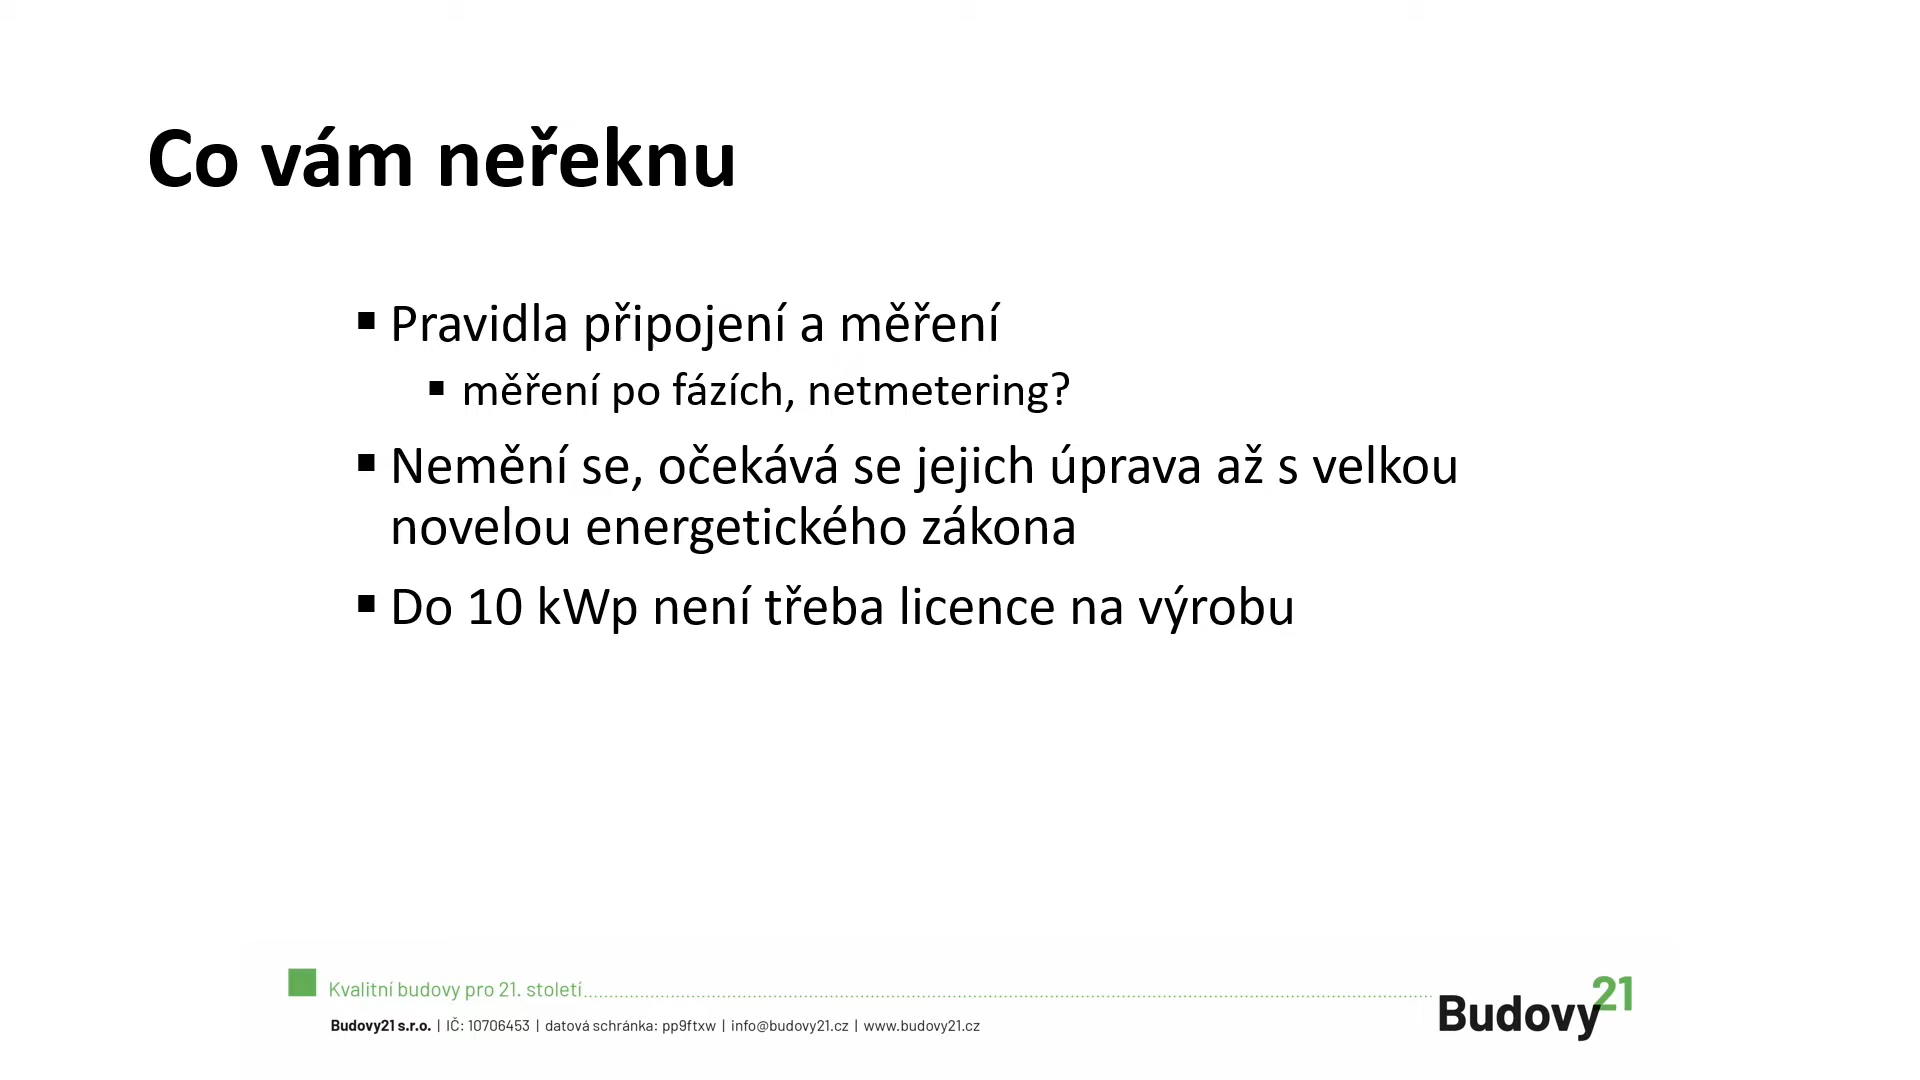 Co vám neřeknu
▪ Pravidla připojení a měření
▪ měření po fázích, netmetering?
▪ Nemění se, očekává se jejich úprava až s velkou
novelou energetického zákona
▪ Do 10 kWp není třeba licence na výrobu
Kvalitní budovy pro 21. století
Budovy21 s.r.o. | IČ: 10706453 | datová schránka: pp9ftxw | info@budovy21.cz | www.budovy21.cz
Budovy21